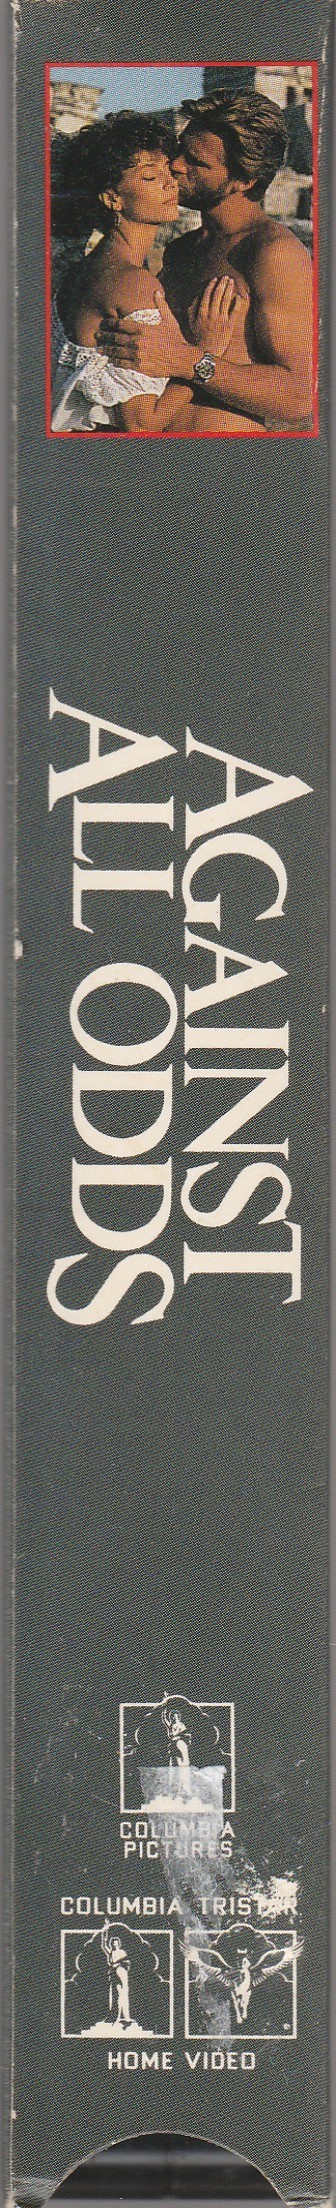 AGAINST
ALL ODDS
COLUMBIA
PICTURES
COLUMBIA TRISTAR
HOME VIDEO